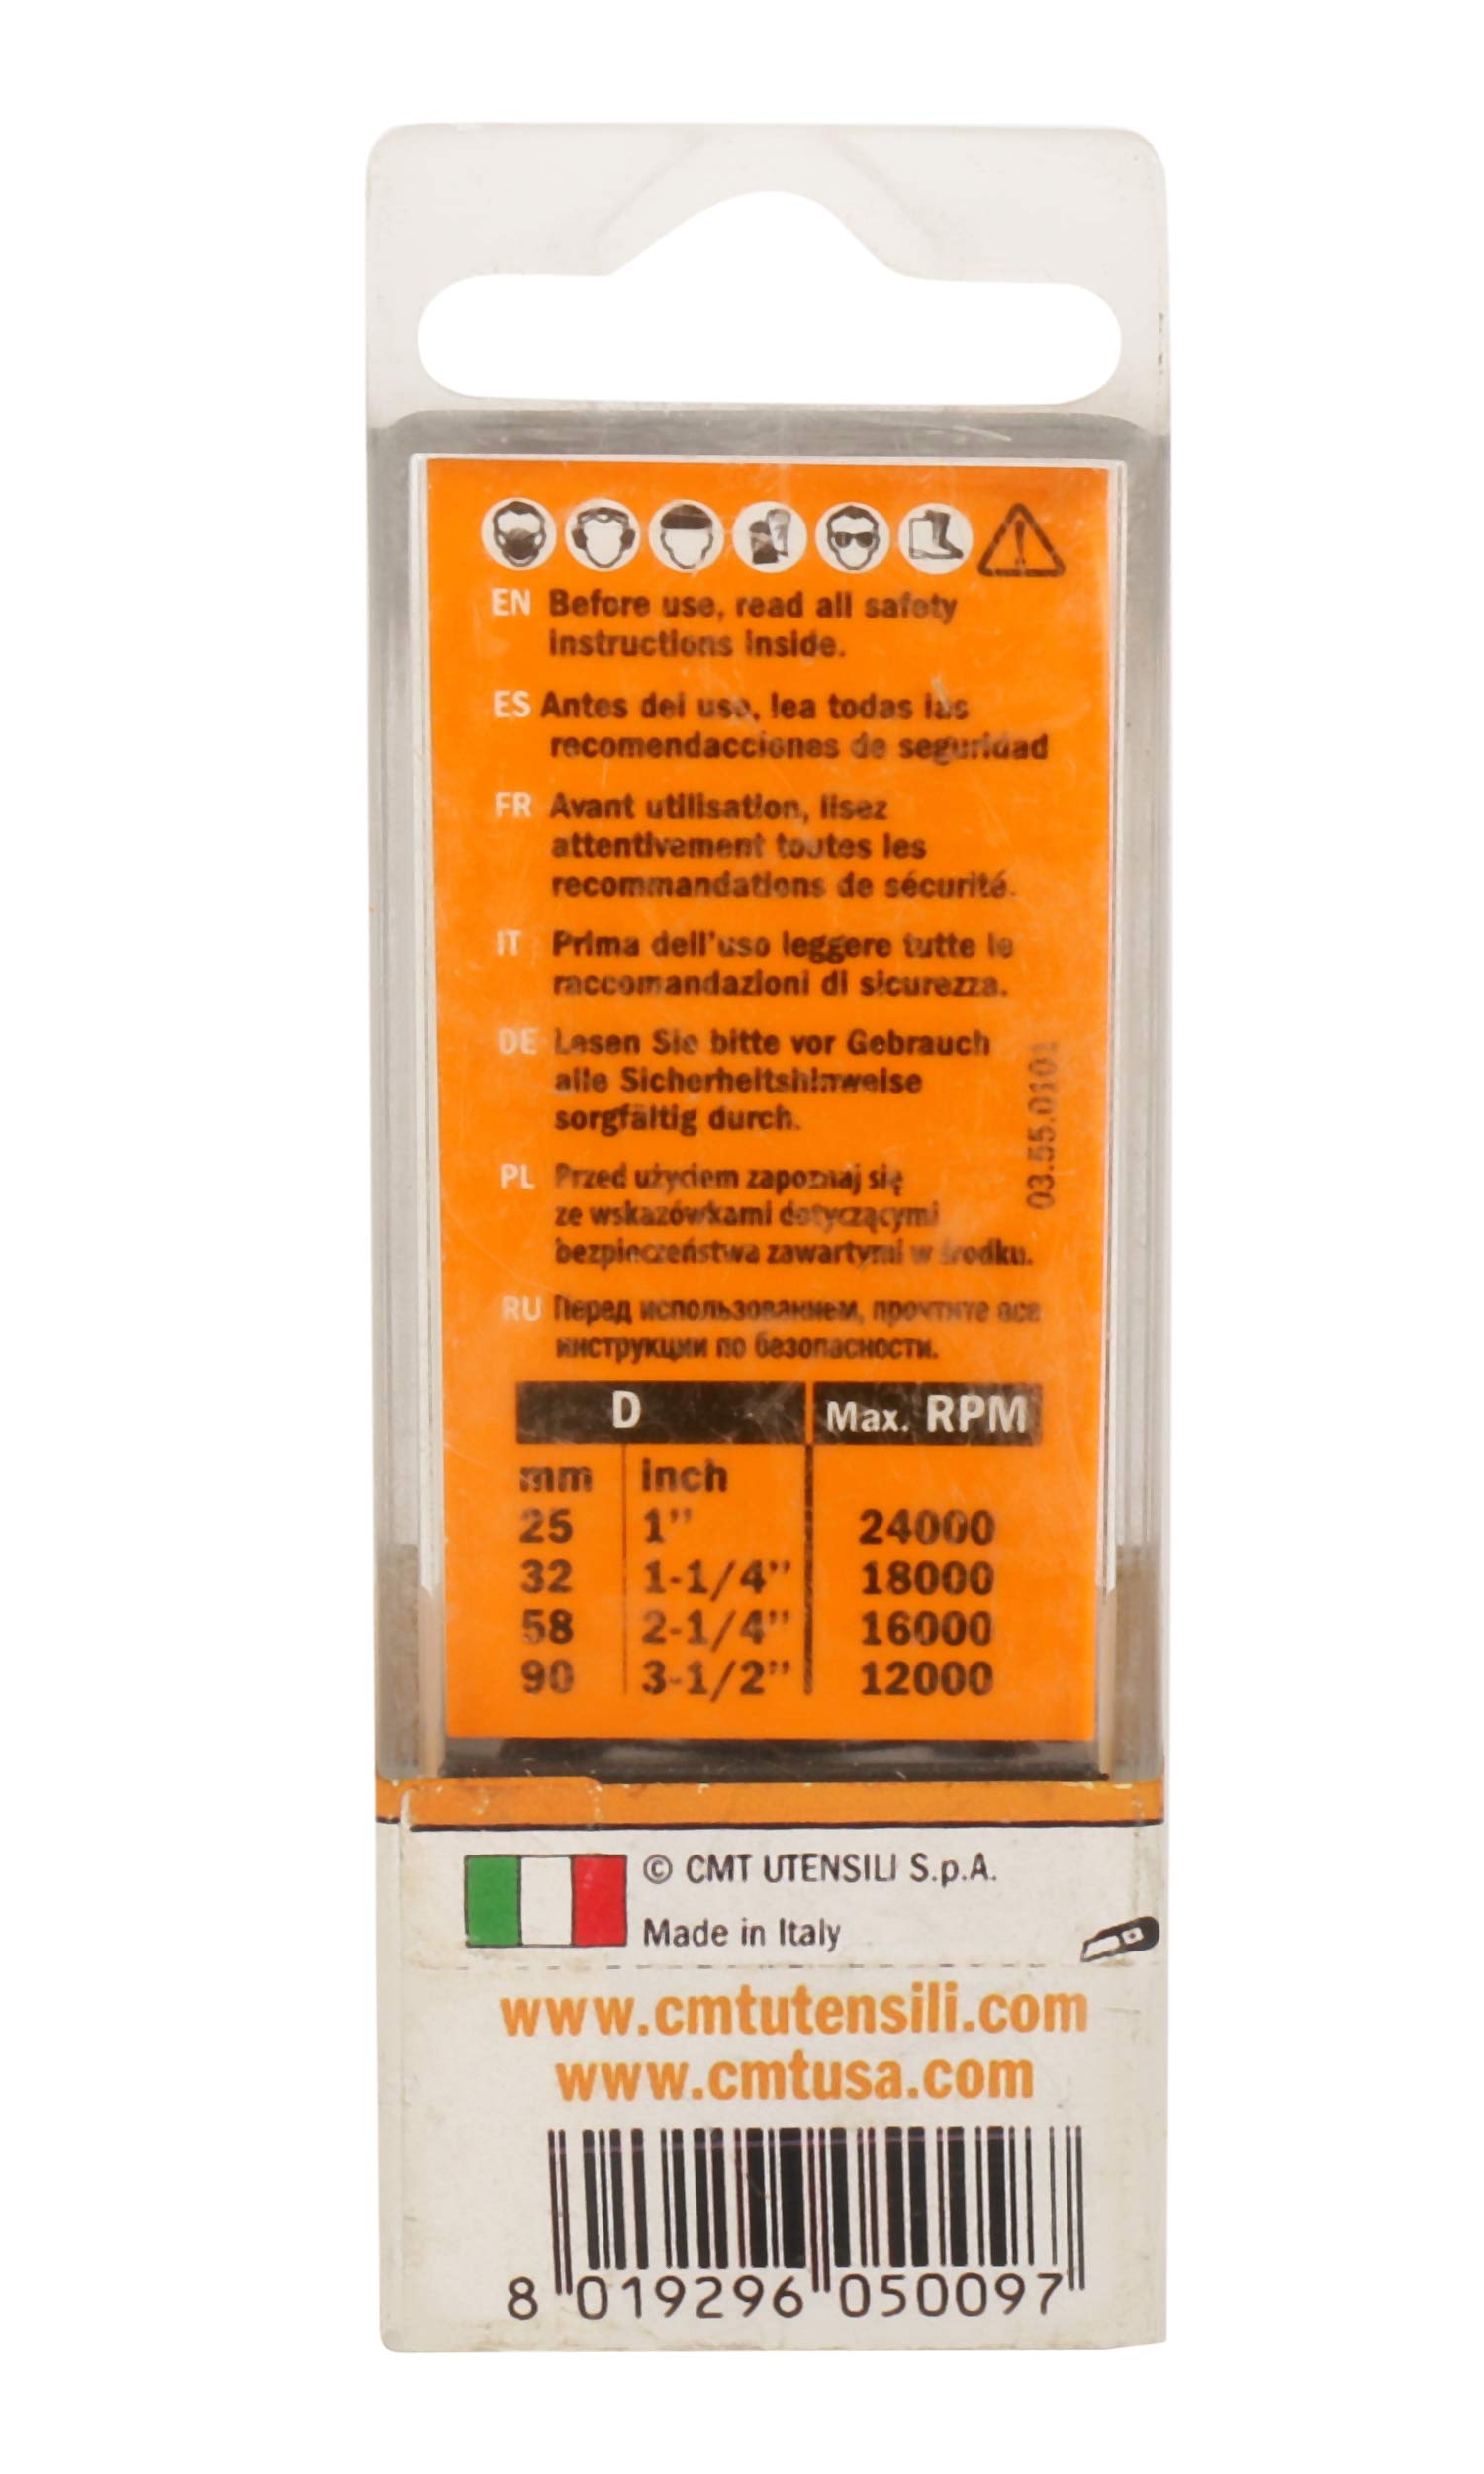 EN Before use, read all safety
instructions inside.
ES Antes del uso, lea todas las
recomendacciones de seguridad
FR Avant utilisation, lisez
attentivement toutes les
recommandations de sécurité.
IT Prima dell'uso leggere tutte le
raccomandazioni di sicurezza.
DE Lesen Sie bitte vor Gebrauch
alle Sicherheitshinweise
sorgfältig durch.
03.55.0101
PL Przed użyciem zapoznaj się
ze wskazówkami dotyczącymi
bezpieczeństwa zawartymi w środku.
RU Перед использованием, прочтите все
инструкции по безопасности.
D Max. RPM
mm inch
25 1" 24000
32 1-1/4" 18000
58 2-1/4" 16000
90 3-1/2" 12000
© CMT UTENSILI S.p.A.
Made in Italy
www.cmtutensili.com
www.cmtusa.com
8 019296 050097